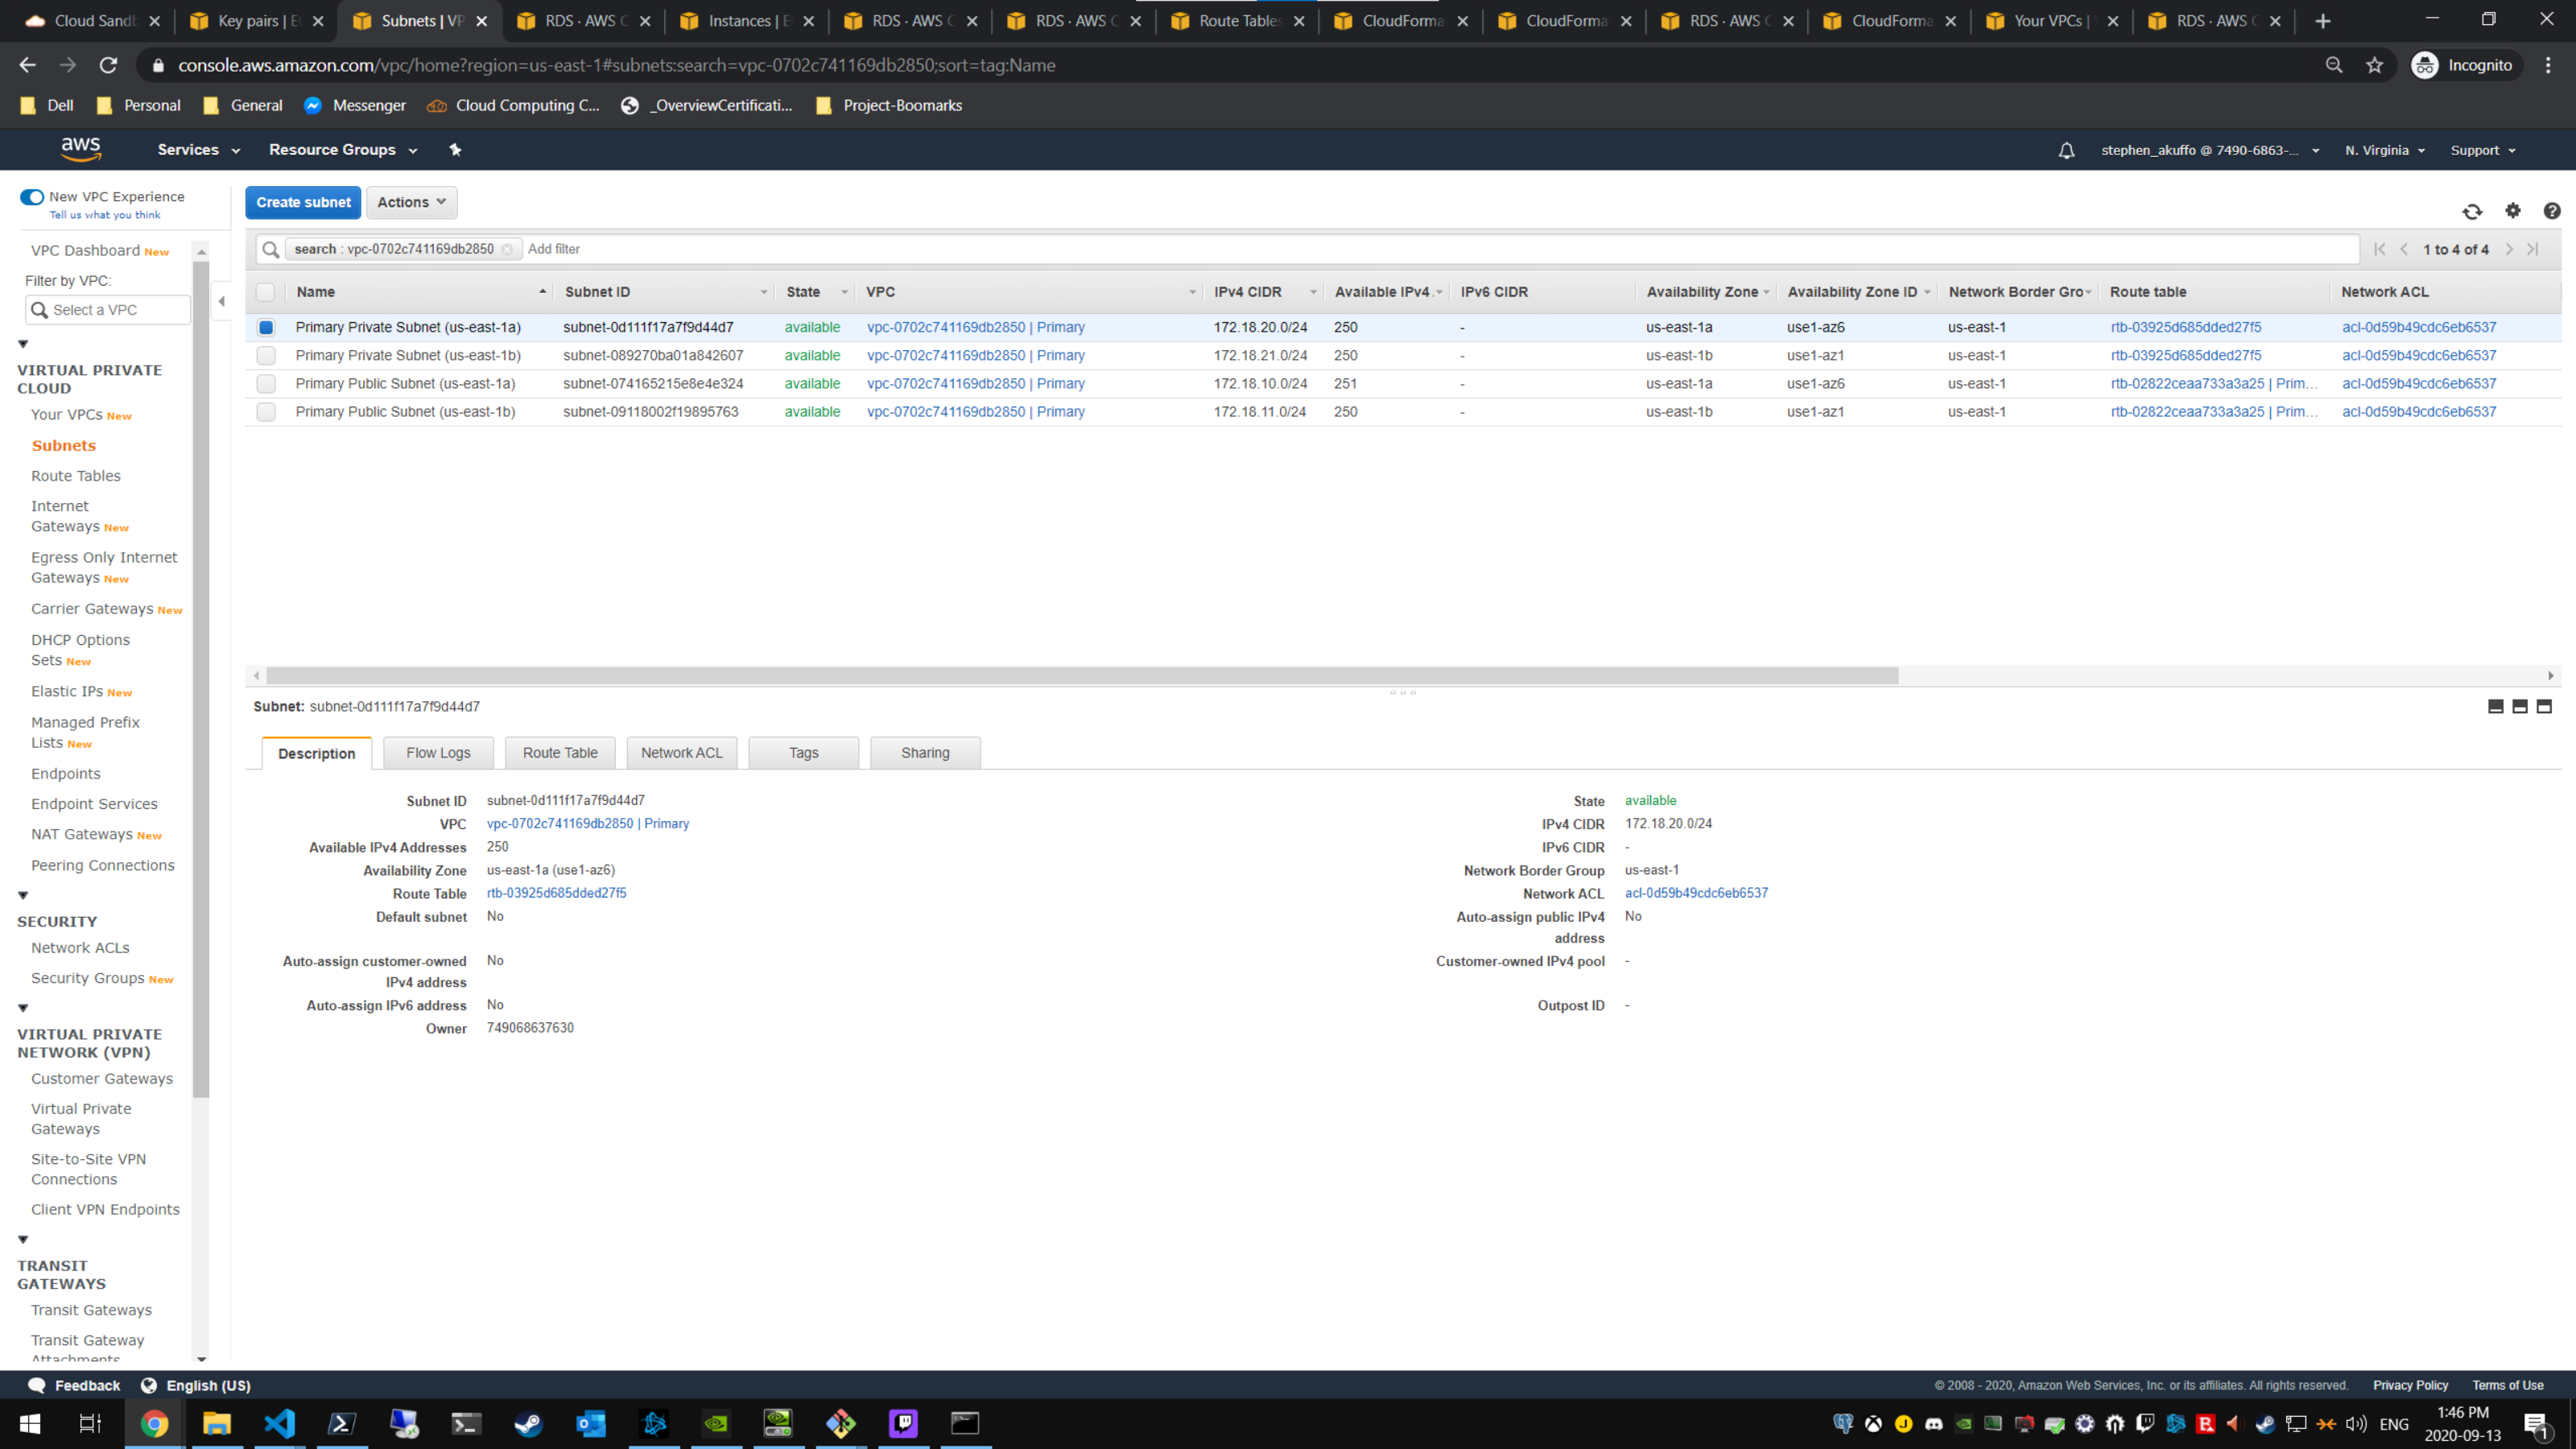 Cloud Sandb
Key pairs | E
Subnets | VP
RDS · AWS C
Instances | E
RDS · AWS C
RDS · AWS C
Route Tables
CloudForma
CloudForma
RDS · AWS C
CloudForma
Your VPCs |
RDS · AWS C
console.aws.amazon.com/vpc/home?region=us-east-1#subnets:search=vpc-0702c741169db2850;sort=tag:Name
Incognito
Dell
Personal
General
Messenger
Cloud Computing C...
_OverviewCertificati...
Project-Boomarks
aws
Services
Resource Groups
stephen_akuffo @ 7490-6863-...
N. Virginia
Support
New VPC Experience
Tell us what you think
VPC Dashboard New
Filter by VPC:
Select a VPC
VIRTUAL PRIVATE
CLOUD
Your VPCs New
Subnets
Route Tables
Internet
Gateways New
Egress Only Internet
Gateways New
Carrier Gateways New
DHCP Options
Sets New
Elastic IPs New
Managed Prefix
Lists New
Endpoints
Endpoint Services
NAT Gateways New
Peering Connections
SECURITY
Network ACLs
Security Groups New
VIRTUAL PRIVATE
NETWORK (VPN)
Customer Gateways
Virtual Private
Gateways
Site-to-Site VPN
Connections
Client VPN Endpoints
TRANSIT
GATEWAYS
Transit Gateways
Transit Gateway
Attachments
Create subnet
Actions
search : vpc-0702c741169db2850
Add filter
1 to 4 of 4
Name Subnet ID State VPC IPv4 CIDR Available IPv4 . IPv6 CIDR Availability Zone Availability Zone ID Network Border Gro Route table Network ACL
Primary Private Subnet (us-east-1a) subnet-0d111f17a7f9d44d7 available vpc-0702c741169db2850 | Primary 172.18.20.0/24 250 - us-east-1a use1-az6 us-east-1 rtb-03925d685dded27f5 acl-0d59b49cdc6eb6537
Primary Private Subnet (us-east-1b) subnet-089270ba01a842607 available vpc-0702c741169db2850 | Primary 172.18.21.0/24 250 - us-east-1b use1-az1 us-east-1 rtb-03925d685dded27f5 acl-0d59b49cdc6eb6537
Primary Public Subnet (us-east-1a) subnet-074165215e8e4e324 available vpc-0702c741169db2850 | Primary 172.18.10.0/24 251 - us-east-1a use1-az6 us-east-1 rtb-02822ceaa733a3a25 | Prim... acl-0d59b49cdc6eb6537
Primary Public Subnet (us-east-1b) subnet-09118002f19895763 available vpc-0702c741169db2850 | Primary 172.18.11.0/24 250 - us-east-1b use1-az1 us-east-1 rtb-02822ceaa733a3a25 | Prim... acl-0d59b49cdc6eb6537
Subnet: subnet-0d111f17a7f9d44d7
Description
Flow Logs
Route Table
Network ACL
Tags
Sharing
Subnet ID subnet-0d111f17a7f9d44d7
VPC vpc-0702c741169db2850 | Primary
Available IPv4 Addresses 250
Availability Zone us-east-1a (use1-az6)
Route Table rtb-03925d685dded27f5
Default subnet No
Auto-assign customer-owned No
IPv4 address
Auto-assign IPv6 address No
Owner 749068637630
State available
IPv4 CIDR 172.18.20.0/24
IPv6 CIDR -
Network Border Group us-east-1
Network ACL acl-0d59b49cdc6eb6537
Auto-assign public IPv4 No
address
Customer-owned IPv4 pool -
Outpost ID -
Feedback
English (US)
© 2008 - 2020, Amazon Web Services, Inc. or its affiliates. All rights reserved.
Privacy Policy
Terms of Use
ENG
1:46 PM
2020-09-13
1